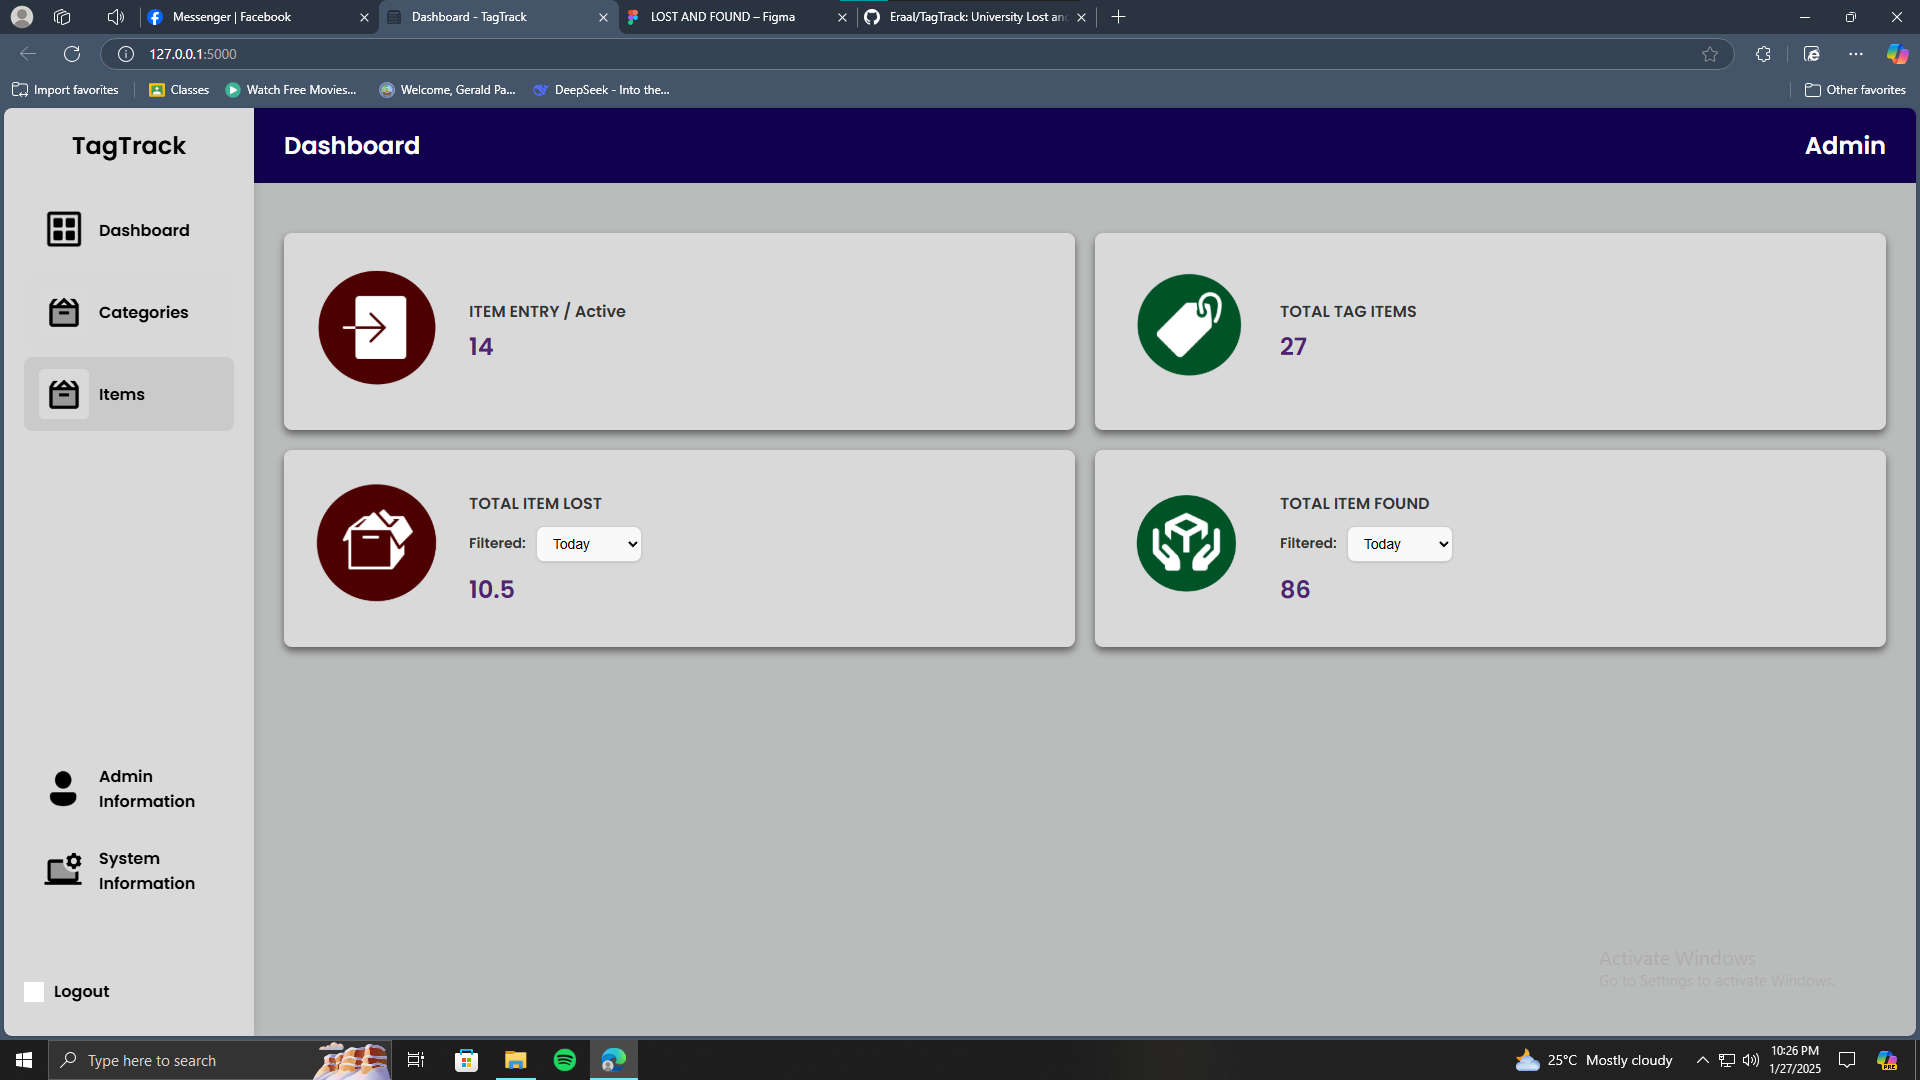 Messenger | Facebook
Dashboard - TagTrack
LOST AND FOUND – Figma
Eraal/TagTrack: University Lost an
127.0.0.1:5000
Import favorites
Classes
Watch Free Movies...
Welcome, Gerald Pa...
DeepSeek - Into the...
Other favorites
TagTrack
Dashboard
Admin
Dashboard
Categories
Items
Admin
Information
System
Information
Logout
ITEM ENTRY / Active
14
TOTAL TAG ITEMS
27
TOTAL ITEM LOST
Filtered: Today
10.5
TOTAL ITEM FOUND
Filtered: Today
86
Activate Windows
Go to Settings to activate Windows.
Type here to search
25°C Mostly cloudy
10:26 PM
1/27/2025
PRE